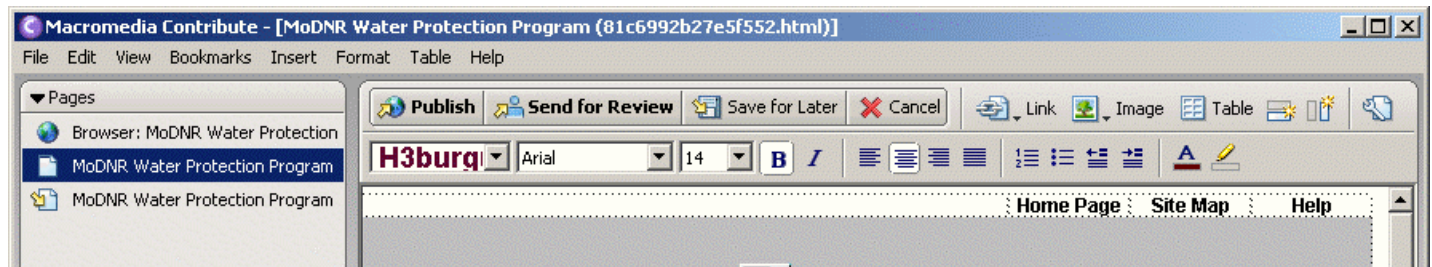 Macromedia Contribute - [MoDNR Water Protection Program (81c6992b27e5f552.html)]
File Edit View Bookmarks Insert Format Table Help
Pages
Publish Send for Review Save for Later Cancel Link Image Table
Browser: MoDNR Water Protection
H3burg Arial 14 B I
MoDNR Water Protection Program
MoDNR Water Protection Program
Home Page Site Map Help